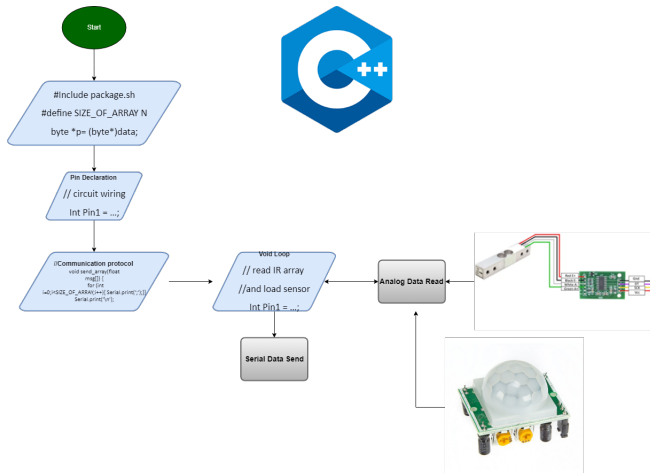 Start
C++
#Include package.sh
#define SIZE_OF_ARRAY N
byte *p= (byte*)data;
Pin Declaration
// circuit wiring
Int Pin1 = ...;
//Communication protocol
void send_array(float
msg[]) {
for (int
i=0;i<SIZE_OF_ARRAY;i++){ Serial.print(";");}
Serial.print('\n');
Void Loop
// read IR array
//and load sensor
Int Pin1 = ...;
Analog Data Read
Serial Data Send